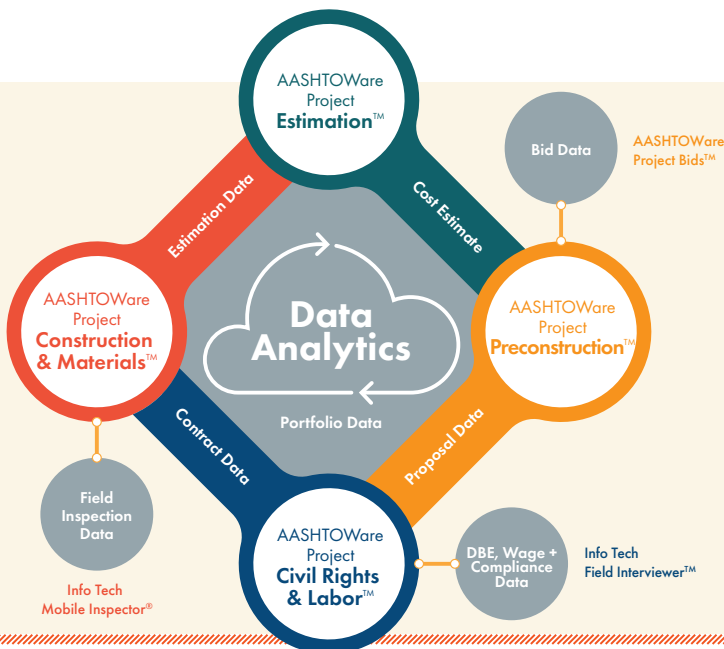 AASHTOWare
Project
Estimation™
Bid Data
AASHTOWare
Project Bids™
Estimation Data
Cost Estimate
AASHTOWare
Project
Construction
& Materials™
Data
Analytics
Portfolio Data
AASHTOWare
Project
Preconstruction™
Contract Data
Proposal Data
Field
Inspection
Data
Info Tech
Mobile Inspector®
AASHTOWare
Project
Civil Rights
& Labor™
DBE, Wage +
Compliance
Data
Info Tech
Field Interviewer™